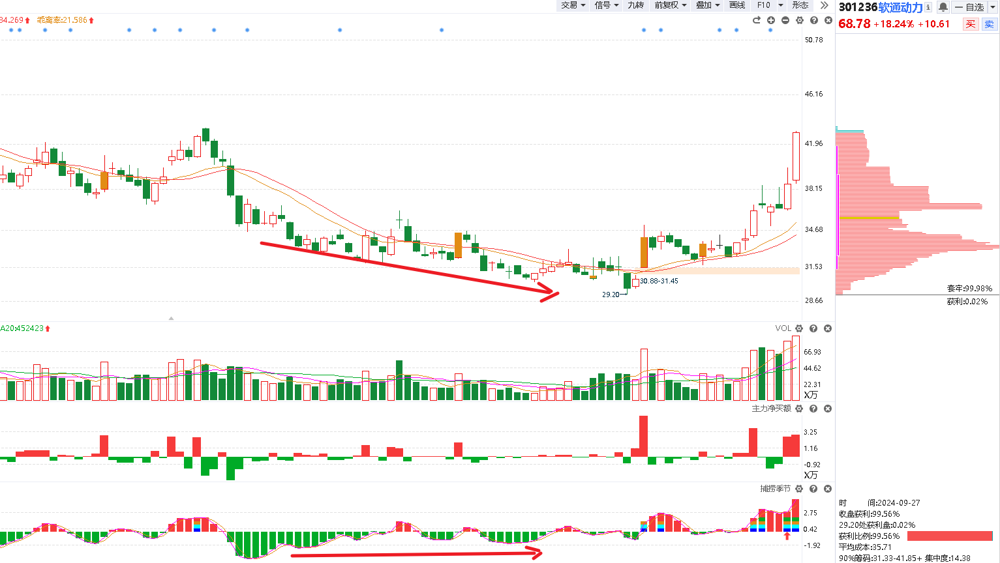 交易 信号 九转 前复权 叠加 画线 F10 形态
301236软通动力 自选
84.269 乖离率:21.586
68.78 +18.24% +10.61 买 卖
50.78
46.16
41.96
38.15
34.68
31.53
30.88-31.45
29.20
28.66
套牢:99.98%
获利:0.02%
A20:452423
VOL
66.93
44.62
22.31
X万
主力净买额
3.25
1.16
-0.92
X万
捕捞季节
2.75
0.42
-1.92
时 间:2024-09-27
收盘获利:99.56%
29.20处获利盘:0.02%
获利比例:99.56%
平均成本:35.71
90%筹码:31.33-41.85+ 集中度:14.38